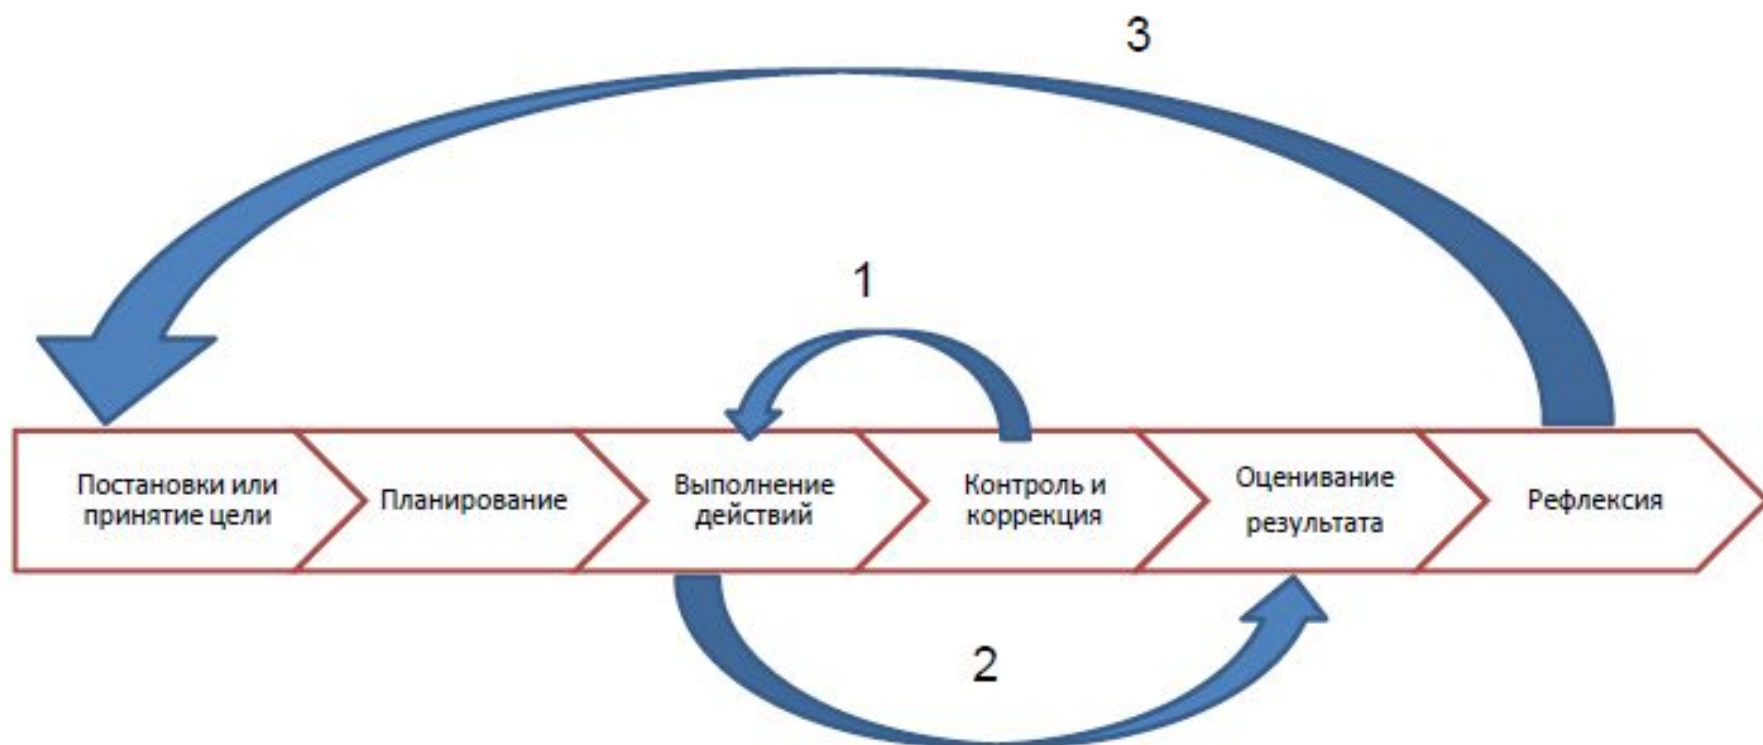 3
1
Постановки или
принятие цели
Планирование
Выполнение
действий
Контроль и
коррекция
Оценивание
результата
Рефлексия
2